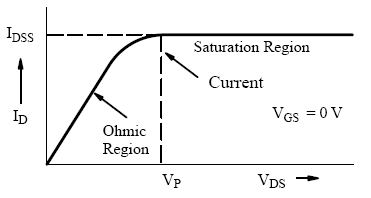 IDSS
Saturation Region
Current
ID
VGS = 0 V
Ohmic
Region
VP
VDS